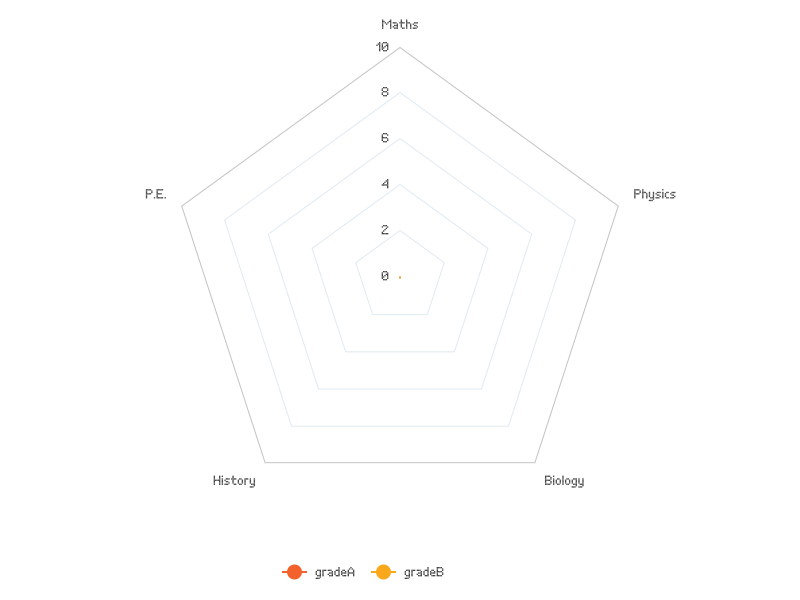 Maths
10
8
6
4
2
0
P.E.
Physics
History
Biology
gradeA
gradeB